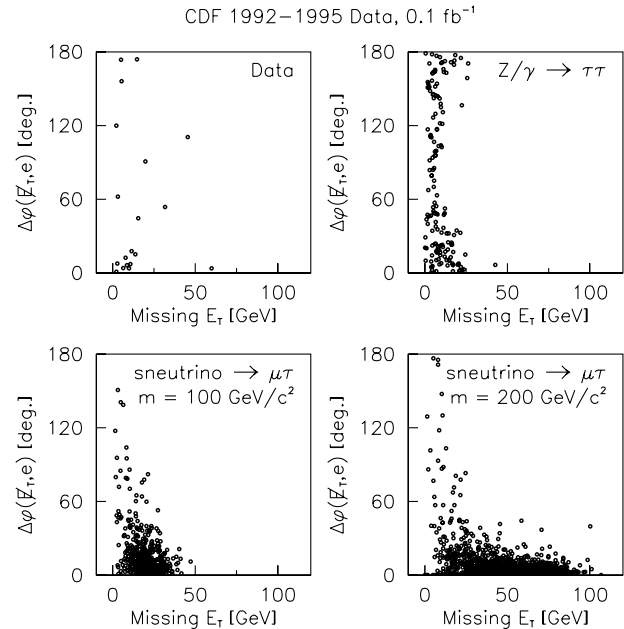 CDF 1992−1995 Data, 0.1 fb⁻¹
Data
Δφ(E̸_T,e) [deg.]
180
120
60
0
0 50 100
Missing E_T [GeV]
Z/γ → ττ
Δφ(E̸_T,e) [deg.]
180
120
60
0
0 50 100
Missing E_T [GeV]
sneutrino → μτ
m = 100 GeV/c²
Δφ(E̸_T,e) [deg.]
180
120
60
0
0 50 100
Missing E_T [GeV]
sneutrino → μτ
m = 200 GeV/c²
Δφ(E̸_T,e) [deg.]
180
120
60
0
0 50 100
Missing E_T [GeV]